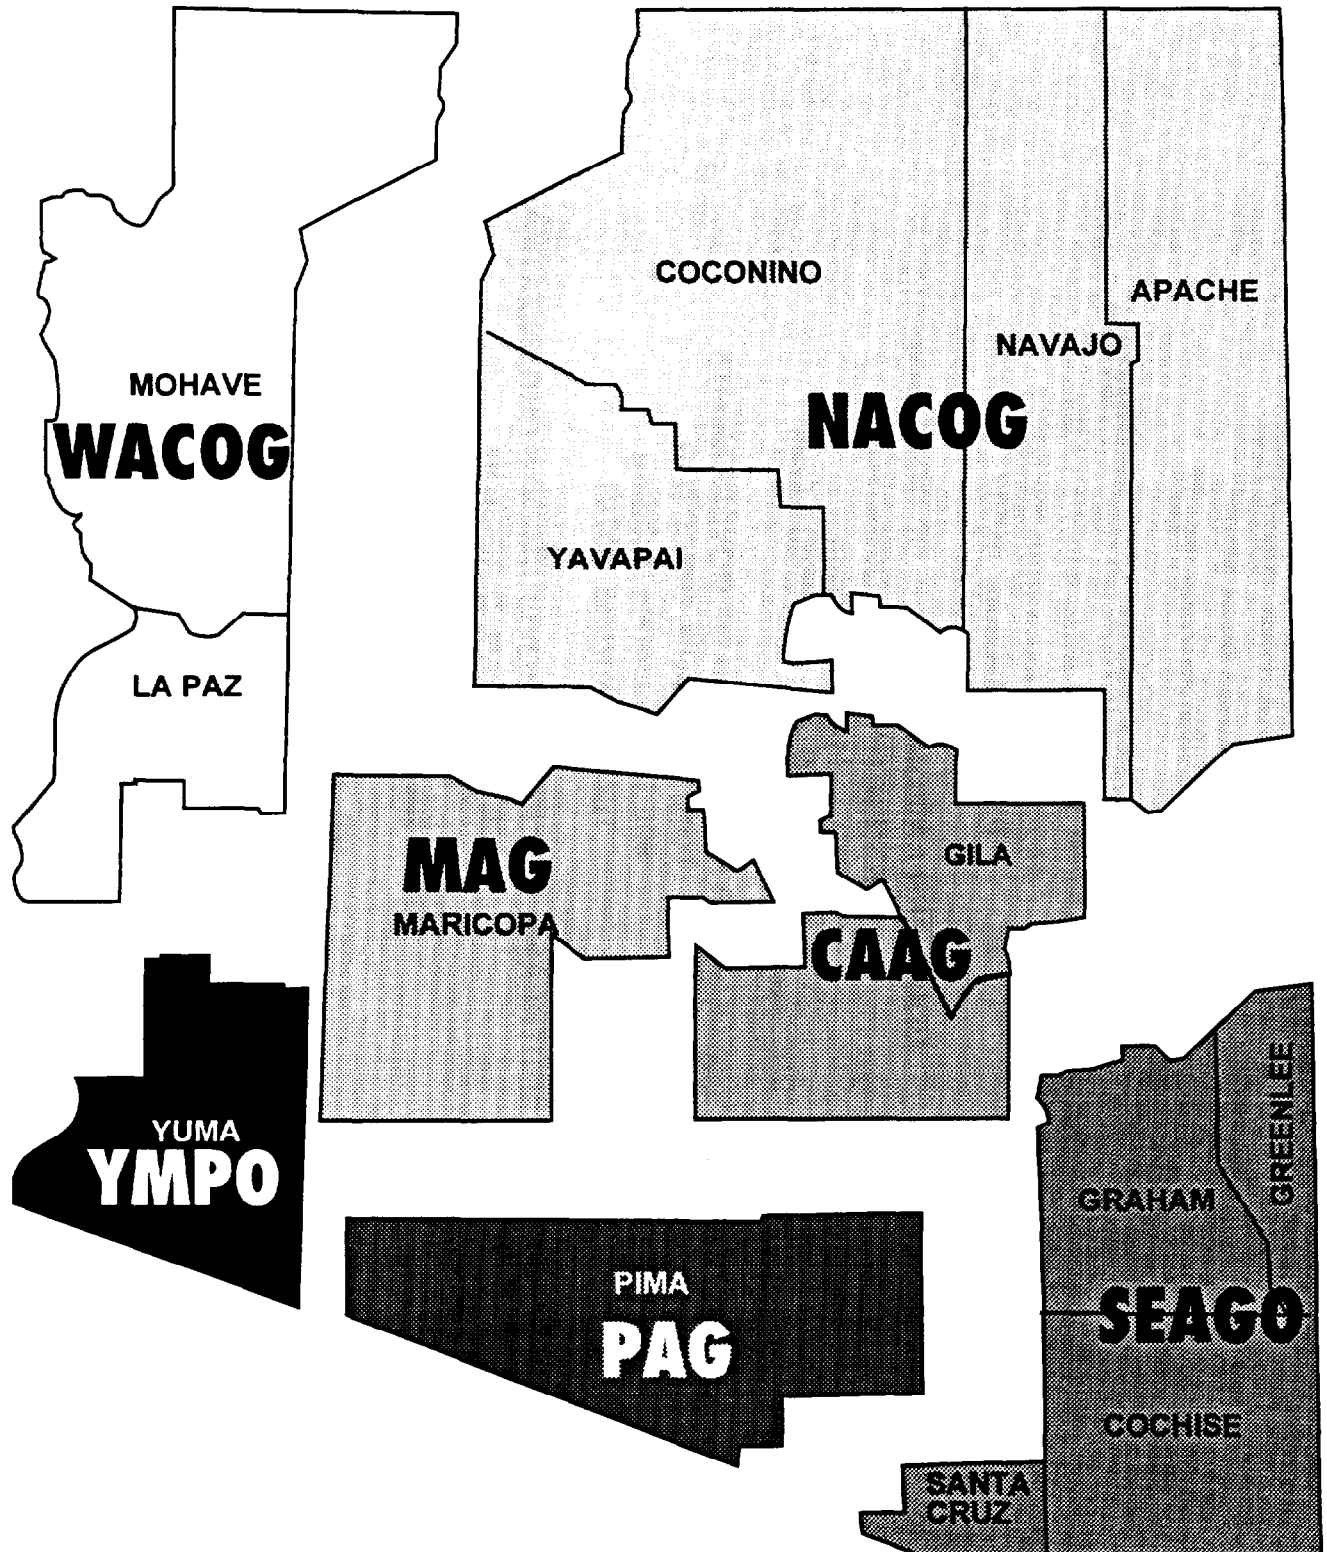 COCONINO
APACHE
NAVAJO
MOHAVE
NACOG
WACOG
YAVAPAI
LA PAZ
MAG
GILA
MARICOPA
CAAG
GREENLEE
YUMA
YMPO
GRAHAM
PIMA
SEAGO
PAG
COCHISE
SANTA
CRUZ